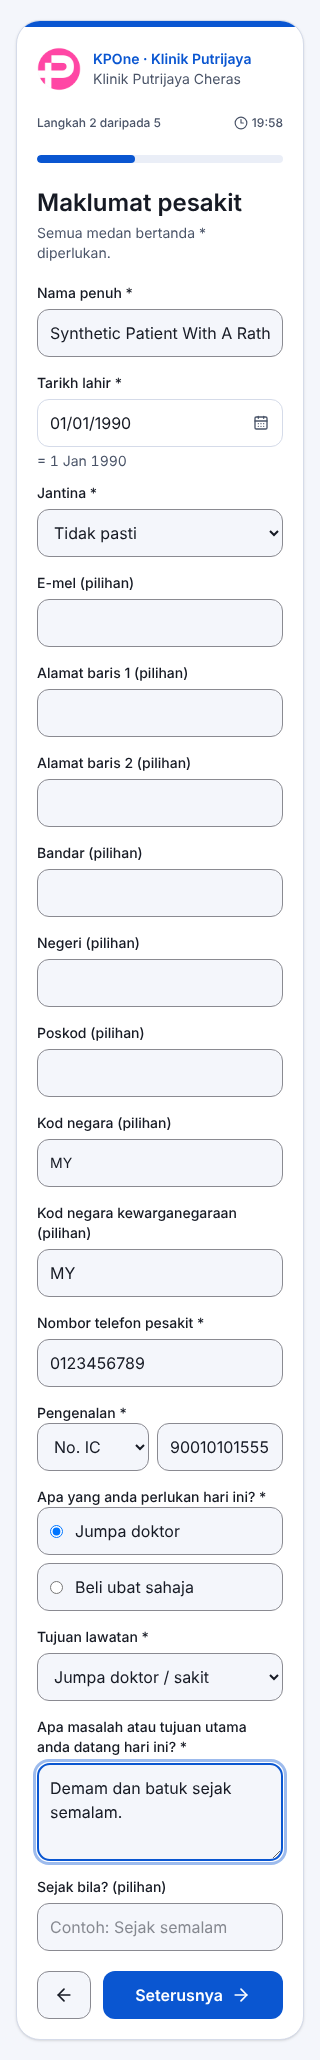 KPOne · Klinik Putrijaya
Klinik Putrijaya Cheras
Langkah 2 daripada 5
19:58
Maklumat pesakit
Semua medan bertanda *
diperlukan.
Nama penuh *
Synthetic Patient With A Rath
Tarikh lahir *
01/01/1990
= 1 Jan 1990
Jantina *
Tidak pasti
E-mel (pilihan)
Alamat baris 1 (pilihan)
Alamat baris 2 (pilihan)
Bandar (pilihan)
Negeri (pilihan)
Poskod (pilihan)
Kod negara (pilihan)
MY
Kod negara kewarganegaraan
(pilihan)
MY
Nombor telefon pesakit *
0123456789
Pengenalan *
No. IC
90010101555
Apa yang anda perlukan hari ini? *
Jumpa doktor
Beli ubat sahaja
Tujuan lawatan *
Jumpa doktor / sakit
Apa masalah atau tujuan utama
anda datang hari ini? *
Demam dan batuk sejak
semalam.
Sejak bila? (pilihan)
Contoh: Sejak semalam
Seterusnya